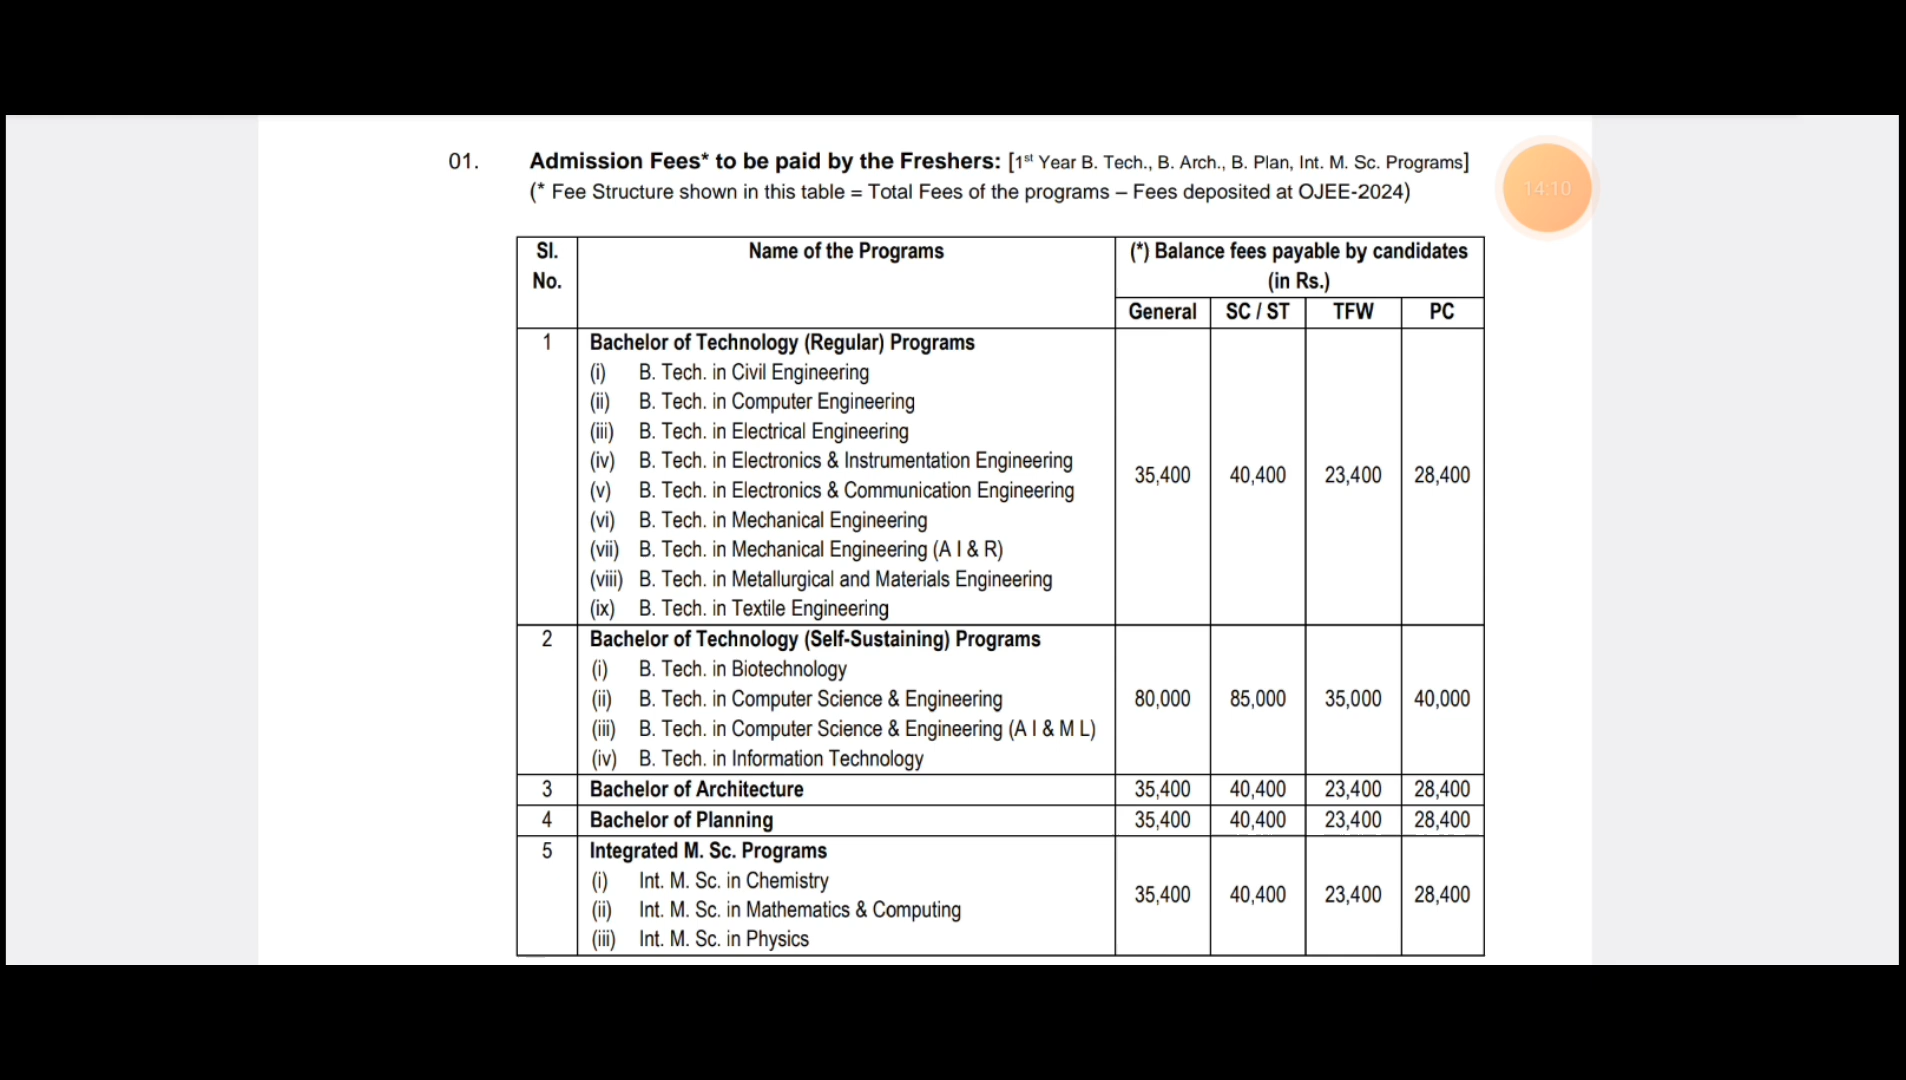 01. Admission Fees* to be paid by the Freshers: [1st Year B. Tech., B. Arch., B. Plan, Int. M. Sc. Programs]
(* Fee Structure shown in this table = Total Fees of the programs – Fees deposited at OJEE-2024)
14:10
Sl. No. Name of the Programs (*) Balance fees payable by candidates (in Rs.)
General SC / ST TFW PC
1 Bachelor of Technology (Regular) Programs
(i) B. Tech. in Civil Engineering
(ii) B. Tech. in Computer Engineering
(iii) B. Tech. in Electrical Engineering
(iv) B. Tech. in Electronics & Instrumentation Engineering
35,400 40,400 23,400 28,400
(v) B. Tech. in Electronics & Communication Engineering
(vi) B. Tech. in Mechanical Engineering
(vii) B. Tech. in Mechanical Engineering (A I & R)
(viii) B. Tech. in Metallurgical and Materials Engineering
(ix) B. Tech. in Textile Engineering
2 Bachelor of Technology (Self-Sustaining) Programs
(i) B. Tech. in Biotechnology
(ii) B. Tech. in Computer Science & Engineering 80,000 85,000 35,000 40,000
(iii) B. Tech. in Computer Science & Engineering (A I & M L)
(iv) B. Tech. in Information Technology
3 Bachelor of Architecture 35,400 40,400 23,400 28,400
4 Bachelor of Planning 35,400 40,400 23,400 28,400
5 Integrated M. Sc. Programs
(i) Int. M. Sc. in Chemistry
35,400 40,400 23,400 28,400
(ii) Int. M. Sc. in Mathematics & Computing
(iii) Int. M. Sc. in Physics